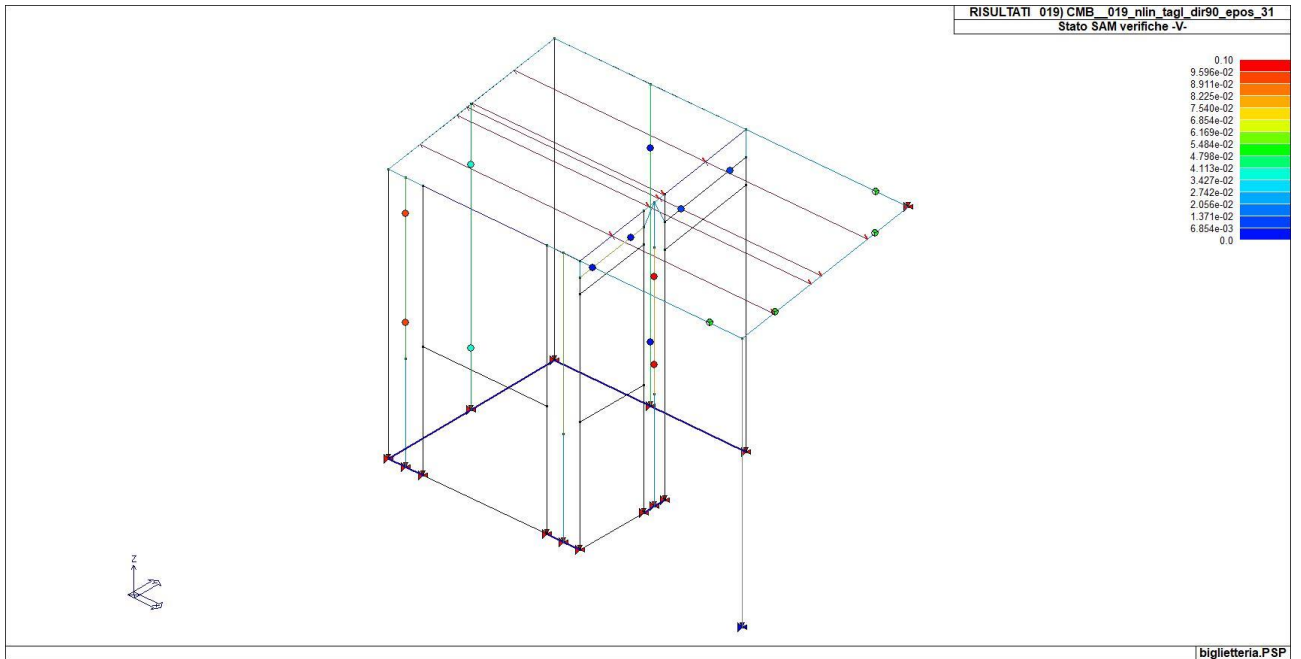 RISULTATI 019) CMB__019_nlin_tagl_dir90_epos_31
Stato SAM verifiche -V-
0.10
9.596e-02
8.911e-02
8.225e-02
7.540e-02
6.854e-02
6.169e-02
5.484e-02
4.798e-02
4.113e-02
3.427e-02
2.742e-02
2.056e-02
1.371e-02
6.854e-03
0.0
Z
biglietteria.PSP